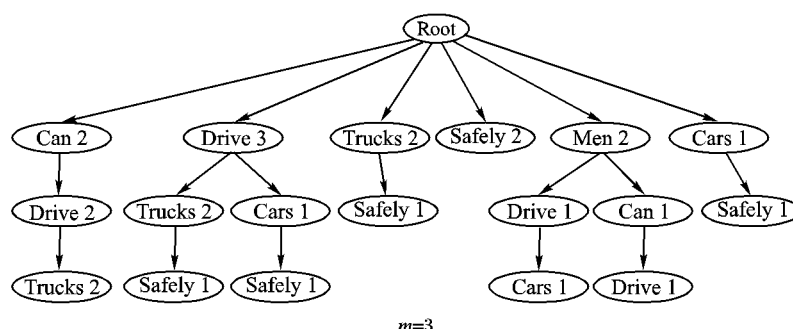 Root
Can 2 Drive 3 Trucks 2 Safely 2 Men 2 Cars 1
Drive 2 Trucks 2 Cars 1 Safely 1 Drive 1 Can 1 Safely 1
Trucks 2 Safely 1 Safely 1 Cars 1 Drive 1
m=3